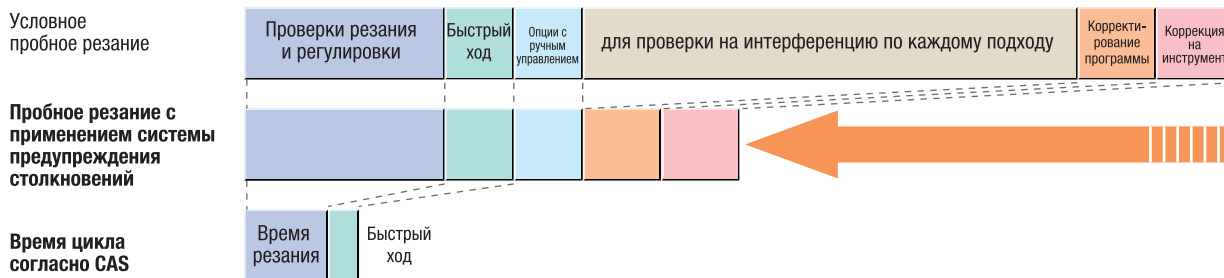 Условное
пробное резание
Проверки резания
и регулировки
Быстрый
ход
Опции с
ручным
управлением
для проверки на интерференцию по каждому подходу
Корректи-
рование
программы
Коррекция
на
инструмент
Пробное резание с
применением системы
предупреждения
столкновений
Время цикла
согласно CAS
Время
резания
Быстрый
ход